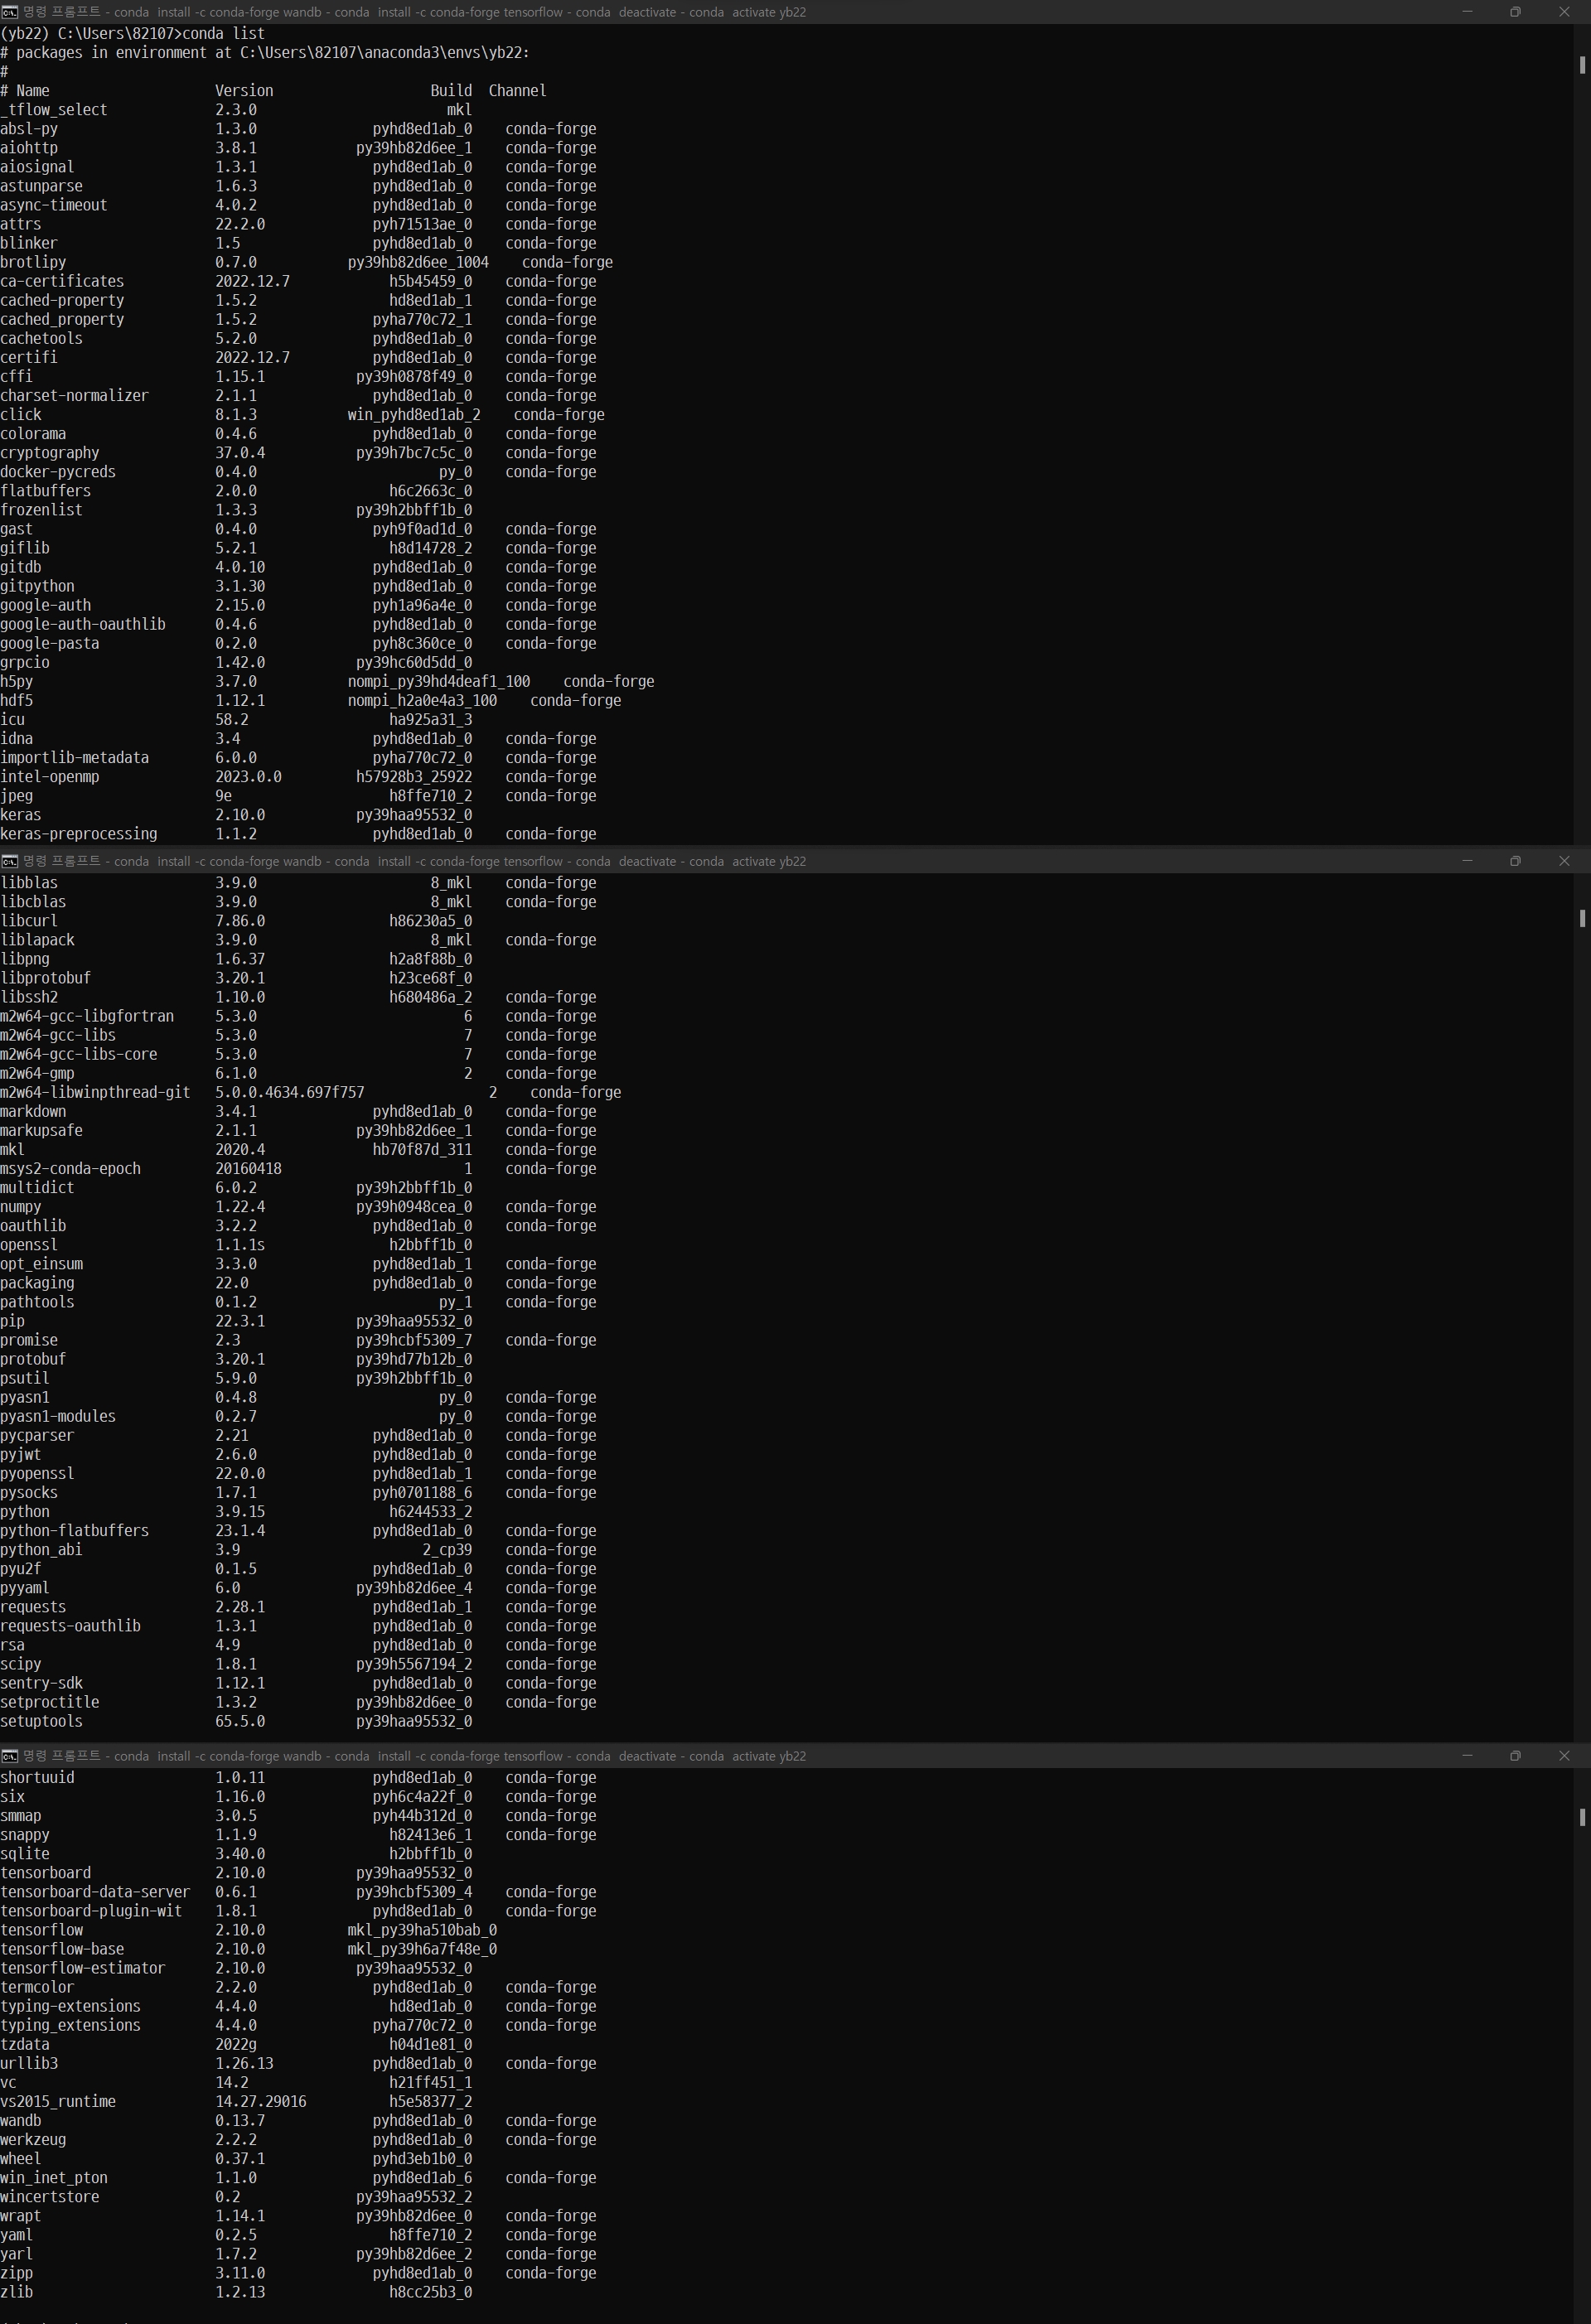 명령 프롬프트 - conda  install -c conda-forge wandb - conda  install -c conda-forge tensorflow - conda  deactivate - conda  activate yb22
(yb22) C:\Users\82107>conda list
# packages in environment at C:\Users\82107\anaconda3\envs\yb22:
#
# Name Version Build Channel
_tflow_select 2.3.0 mkl
absl-py 1.3.0 pyhd8ed1ab_0 conda-forge
aiohttp 3.8.1 py39hb82d6ee_1 conda-forge
aiosignal 1.3.1 pyhd8ed1ab_0 conda-forge
astunparse 1.6.3 pyhd8ed1ab_0 conda-forge
async-timeout 4.0.2 pyhd8ed1ab_0 conda-forge
attrs 22.2.0 pyh71513ae_0 conda-forge
blinker 1.5 pyhd8ed1ab_0 conda-forge
brotlipy 0.7.0 py39hb82d6ee_1004 conda-forge
ca-certificates 2022.12.7 h5b45459_0 conda-forge
cached-property 1.5.2 hd8ed1ab_1 conda-forge
cached_property 1.5.2 pyha770c72_1 conda-forge
cachetools 5.2.0 pyhd8ed1ab_0 conda-forge
certifi 2022.12.7 pyhd8ed1ab_0 conda-forge
cffi 1.15.1 py39h0878f49_0 conda-forge
charset-normalizer 2.1.1 pyhd8ed1ab_0 conda-forge
click 8.1.3 win_pyhd8ed1ab_2 conda-forge
colorama 0.4.6 pyhd8ed1ab_0 conda-forge
cryptography 37.0.4 py39h7bc7c5c_0 conda-forge
docker-pycreds 0.4.0 py_0 conda-forge
flatbuffers 2.0.0 h6c2663c_0
frozenlist 1.3.3 py39h2bbff1b_0
gast 0.4.0 pyh9f0ad1d_0 conda-forge
giflib 5.2.1 h8d14728_2 conda-forge
gitdb 4.0.10 pyhd8ed1ab_0 conda-forge
gitpython 3.1.30 pyhd8ed1ab_0 conda-forge
google-auth 2.15.0 pyh1a96a4e_0 conda-forge
google-auth-oauthlib 0.4.6 pyhd8ed1ab_0 conda-forge
google-pasta 0.2.0 pyh8c360ce_0 conda-forge
grpcio 1.42.0 py39hc60d5dd_0
h5py 3.7.0 nompi_py39hd4deaf1_100 conda-forge
hdf5 1.12.1 nompi_h2a0e4a3_100 conda-forge
icu 58.2 ha925a31_3
idna 3.4 pyhd8ed1ab_0 conda-forge
importlib-metadata 6.0.0 pyha770c72_0 conda-forge
intel-openmp 2023.0.0 h57928b3_25922 conda-forge
jpeg 9e h8ffe710_2 conda-forge
keras 2.10.0 py39haa95532_0
keras-preprocessing 1.1.2 pyhd8ed1ab_0 conda-forge
명령 프롬프트 - conda  install -c conda-forge wandb - conda  install -c conda-forge tensorflow - conda  deactivate - conda  activate yb22
libblas 3.9.0 8_mkl conda-forge
libcblas 3.9.0 8_mkl conda-forge
libcurl 7.86.0 h86230a5_0
liblapack 3.9.0 8_mkl conda-forge
libpng 1.6.37 h2a8f88b_0
libprotobuf 3.20.1 h23ce68f_0
libssh2 1.10.0 h680486a_2 conda-forge
m2w64-gcc-libgfortran 5.3.0 6 conda-forge
m2w64-gcc-libs 5.3.0 7 conda-forge
m2w64-gcc-libs-core 5.3.0 7 conda-forge
m2w64-gmp 6.1.0 2 conda-forge
m2w64-libwinpthread-git 5.0.0.4634.697f757 2 conda-forge
markdown 3.4.1 pyhd8ed1ab_0 conda-forge
markupsafe 2.1.1 py39hb82d6ee_1 conda-forge
mkl 2020.4 hb70f87d_311 conda-forge
msys2-conda-epoch 20160418 1 conda-forge
multidict 6.0.2 py39h2bbff1b_0
numpy 1.22.4 py39h0948cea_0 conda-forge
oauthlib 3.2.2 pyhd8ed1ab_0 conda-forge
openssl 1.1.1s h2bbff1b_0
opt_einsum 3.3.0 pyhd8ed1ab_1 conda-forge
packaging 22.0 pyhd8ed1ab_0 conda-forge
pathtools 0.1.2 py_1 conda-forge
pip 22.3.1 py39haa95532_0
promise 2.3 py39hcbf5309_7 conda-forge
protobuf 3.20.1 py39hd77b12b_0
psutil 5.9.0 py39h2bbff1b_0
pyasn1 0.4.8 py_0 conda-forge
pyasn1-modules 0.2.7 py_0 conda-forge
pycparser 2.21 pyhd8ed1ab_0 conda-forge
pyjwt 2.6.0 pyhd8ed1ab_0 conda-forge
pyopenssl 22.0.0 pyhd8ed1ab_1 conda-forge
pysocks 1.7.1 pyh0701188_6 conda-forge
python 3.9.15 h6244533_2
python-flatbuffers 23.1.4 pyhd8ed1ab_0 conda-forge
python_abi 3.9 2_cp39 conda-forge
pyu2f 0.1.5 pyhd8ed1ab_0 conda-forge
pyyaml 6.0 py39hb82d6ee_4 conda-forge
requests 2.28.1 pyhd8ed1ab_1 conda-forge
requests-oauthlib 1.3.1 pyhd8ed1ab_0 conda-forge
rsa 4.9 pyhd8ed1ab_0 conda-forge
scipy 1.8.1 py39h5567194_2 conda-forge
sentry-sdk 1.12.1 pyhd8ed1ab_0 conda-forge
setproctitle 1.3.2 py39hb82d6ee_0 conda-forge
setuptools 65.5.0 py39haa95532_0
명령 프롬프트 - conda  install -c conda-forge wandb - conda  install -c conda-forge tensorflow - conda  deactivate - conda  activate yb22
shortuuid 1.0.11 pyhd8ed1ab_0 conda-forge
six 1.16.0 pyh6c4a22f_0 conda-forge
smmap 3.0.5 pyh44b312d_0 conda-forge
snappy 1.1.9 h82413e6_1 conda-forge
sqlite 3.40.0 h2bbff1b_0
tensorboard 2.10.0 py39haa95532_0
tensorboard-data-server 0.6.1 py39hcbf5309_4 conda-forge
tensorboard-plugin-wit 1.8.1 pyhd8ed1ab_0 conda-forge
tensorflow 2.10.0 mkl_py39ha510bab_0
tensorflow-base 2.10.0 mkl_py39h6a7f48e_0
tensorflow-estimator 2.10.0 py39haa95532_0
termcolor 2.2.0 pyhd8ed1ab_0 conda-forge
typing-extensions 4.4.0 hd8ed1ab_0 conda-forge
typing_extensions 4.4.0 pyha770c72_0 conda-forge
tzdata 2022g h04d1e81_0
urllib3 1.26.13 pyhd8ed1ab_0 conda-forge
vc 14.2 h21ff451_1
vs2015_runtime 14.27.29016 h5e58377_2
wandb 0.13.7 pyhd8ed1ab_0 conda-forge
werkzeug 2.2.2 pyhd8ed1ab_0 conda-forge
wheel 0.37.1 pyhd3eb1b0_0
win_inet_pton 1.1.0 pyhd8ed1ab_6 conda-forge
wincertstore 0.2 py39haa95532_2
wrapt 1.14.1 py39hb82d6ee_0 conda-forge
yaml 0.2.5 h8ffe710_2 conda-forge
yarl 1.7.2 py39hb82d6ee_2 conda-forge
zipp 3.11.0 pyhd8ed1ab_0 conda-forge
zlib 1.2.13 h8cc25b3_0